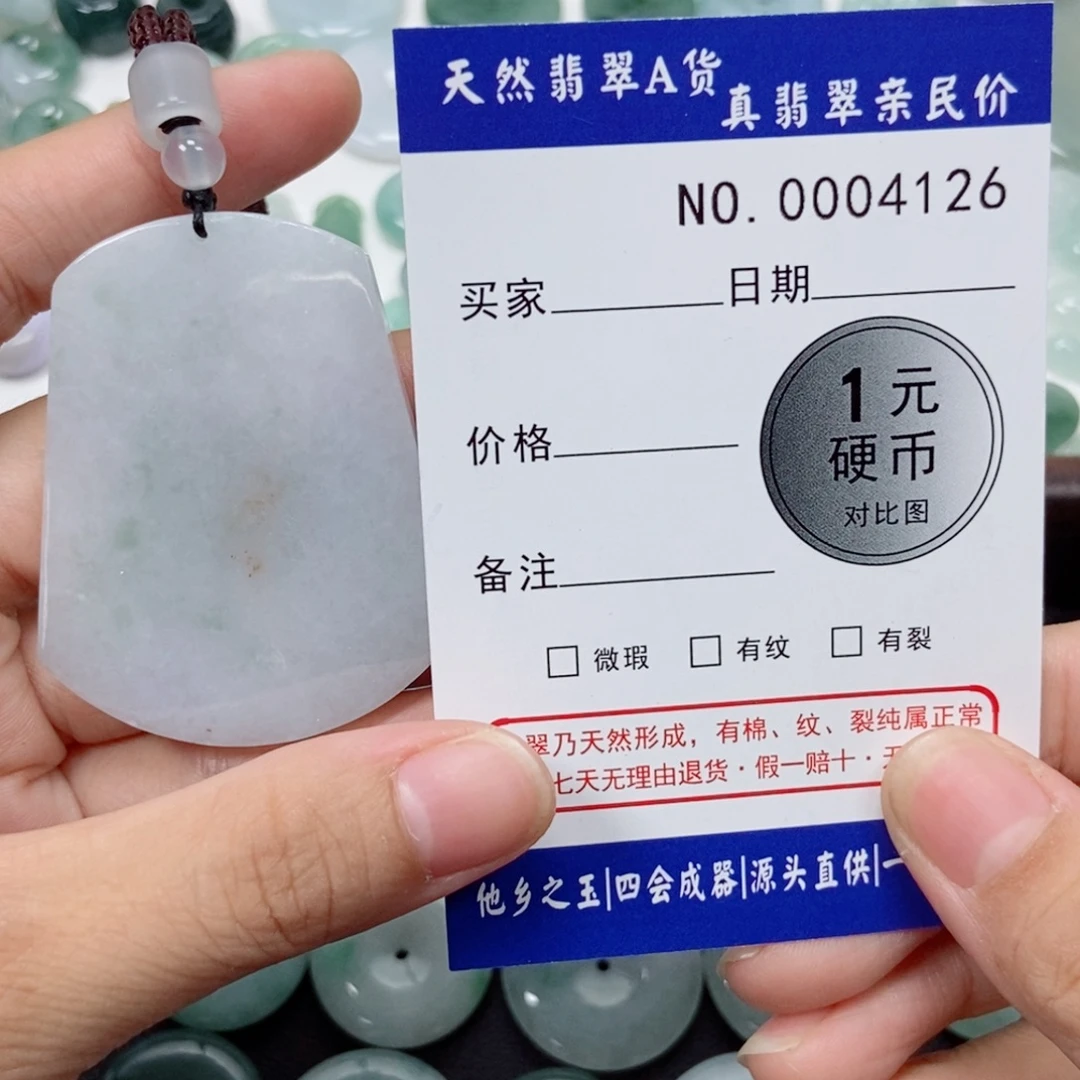 天然翡翠A货
真翡翠亲民价
NO.0004126
买家 日期
1元
硬币
对比图
价格
备注
□ 微瑕 □ 有纹 □ 有裂
翠乃天然形成，有棉、纹、裂纯属正常
七天无理由退货·假一赔十·
他乡之玉|四会成器|源头直供|一